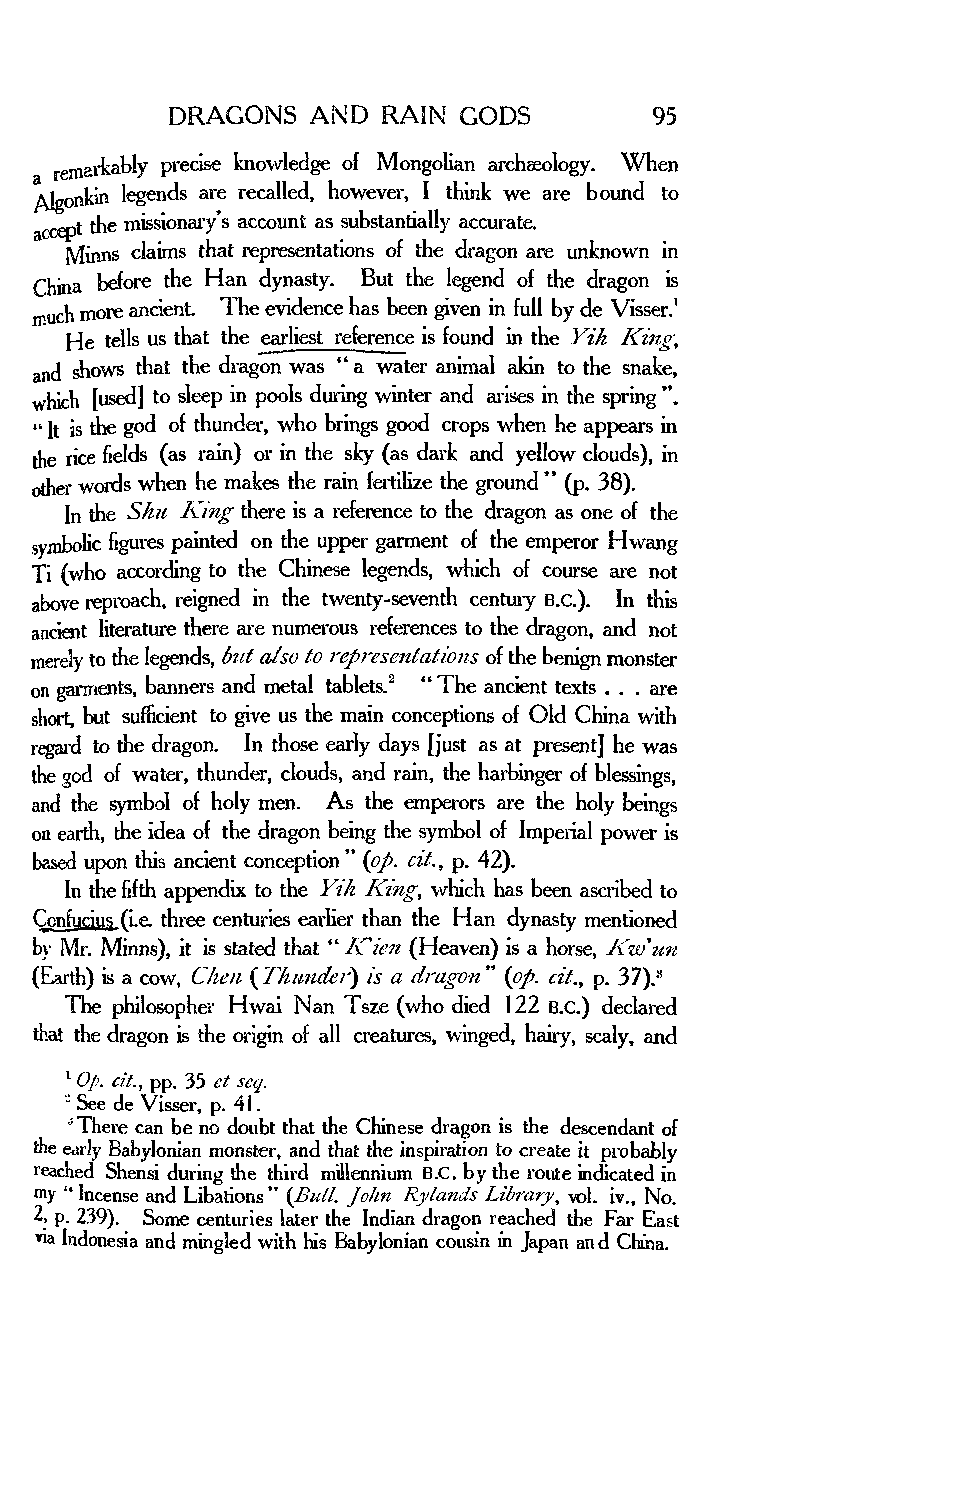 DRAGONS AND RAIN GODS 95
a remarkably precise knowledge of Mongolian archæology. When
Algonkin legends are recalled, however, I think we are bound to
accept the missionary's account as substantially accurate.
Minns claims that representations of the dragon are unknown in
China before the Han dynasty. But the legend of the dragon is
much more ancient. The evidence has been given in full by de Visser.¹
He tells us that the earliest reference is found in the Yih King,
and shows that the dragon was "a water animal akin to the snake,
which [used] to sleep in pools during winter and arises in the spring".
"It is the god of thunder, who brings good crops when he appears in
the rice fields (as rain) or in the sky (as dark and yellow clouds), in
other words when he makes the rain fertilize the ground" (p. 38).
In the Shu King there is a reference to the dragon as one of the
symbolic figures painted on the upper garment of the emperor Hwang
Ti (who according to the Chinese legends, which of course are not
above reproach, reigned in the twenty-seventh century B.C.). In this
ancient literature there are numerous references to the dragon, and not
merely to the legends, but also to representations of the benign monster
on garments, banners and metal tablets.² "The ancient texts . . . are
short, but sufficient to give us the main conceptions of Old China with
regard to the dragon. In those early days [just as at present] he was
the god of water, thunder, clouds, and rain, the harbinger of blessings,
and the symbol of holy men. As the emperors are the holy beings
on earth, the idea of the dragon being the symbol of Imperial power is
based upon this ancient conception" (op. cit., p. 42).
In the fifth appendix to the Yih King, which has been ascribed to
Confucius (i.e. three centuries earlier than the Han dynasty mentioned
by Mr. Minns), it is stated that "K'ien (Heaven) is a horse, Kw'un
(Earth) is a cow, Chen (Thunder) is a dragon" (op. cit., p. 37).³
The philosopher Hwai Nan Tsze (who died 122 B.C.) declared
that the dragon is the origin of all creatures, winged, hairy, scaly, and
¹ Op. cit., pp. 35 et seq.
² See de Visser, p. 41.
³ There can be no doubt that the Chinese dragon is the descendant of
the early Babylonian monster, and that the inspiration to create it probably
reached Shensi during the third millennium B.C. by the route indicated in
my "Incense and Libations" (Bull. John Rylands Library, vol. iv., No.
2, p. 239). Some centuries later the Indian dragon reached the Far East
via Indonesia and mingled with his Babylonian cousin in Japan and China.